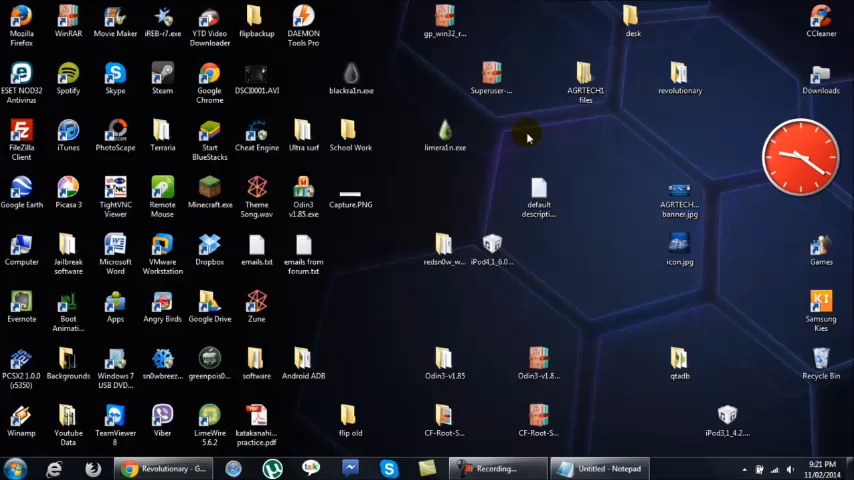 Mozilla Firefox
WinRAR
Movie Maker
iREB-r7.exe
YTD Video Downloader
flipbackup
DAEMON Tools Pro
gp_win32_r...
desk
CCleaner
ESET NOD32 Antivirus
Spotify
Skype
Steam
Google Chrome
DSCI0001.AVI
blackra1n.exe
Superuser-...
AGRTECH1 files
revolutionary
Downloads
FileZilla Client
iTunes
PhotoScape
Terraria
Start BlueStacks
Cheat Engine
Ultra surf
School Work
limera1n.exe
Google Earth
Picasa 3
TightVNC Viewer
Remote Mouse
Minecraft.exe
Theme Song.wav
Odin3 v1.85.exe
Capture.PNG
default descripti...
AGRTECH... banner.jpg
Computer
Jailbreak software
Microsoft Word
VMware Workstation
Dropbox
emails.txt
emails from forum.txt
redsn0w_w...
iPod4,1_6.0...
icon.jpg
Games
Evernote
Boot Animati...
Apps
Angry Birds
Google Drive
Zune
Samsung Kies
PCSX2 1.0.0 (r5350)
Backgrounds
Windows 7 USB DVD...
sn0wbreez...
greenpois0...
software
Android ADB
Odin3-v1.85
Odin3-v1.8...
qtadb
Recycle Bin
Winamp
Youtube Data
TeamViewer 8
Viber
LimeWire 5.6.2
katakanahi... practice.pdf
flip old
CF-Root-S...
CF-Root-S...
iPod3,1_4.2....
Revolutionary - G...
Recording...
Untitled - Notepad
9:21 PM
11/02/2014